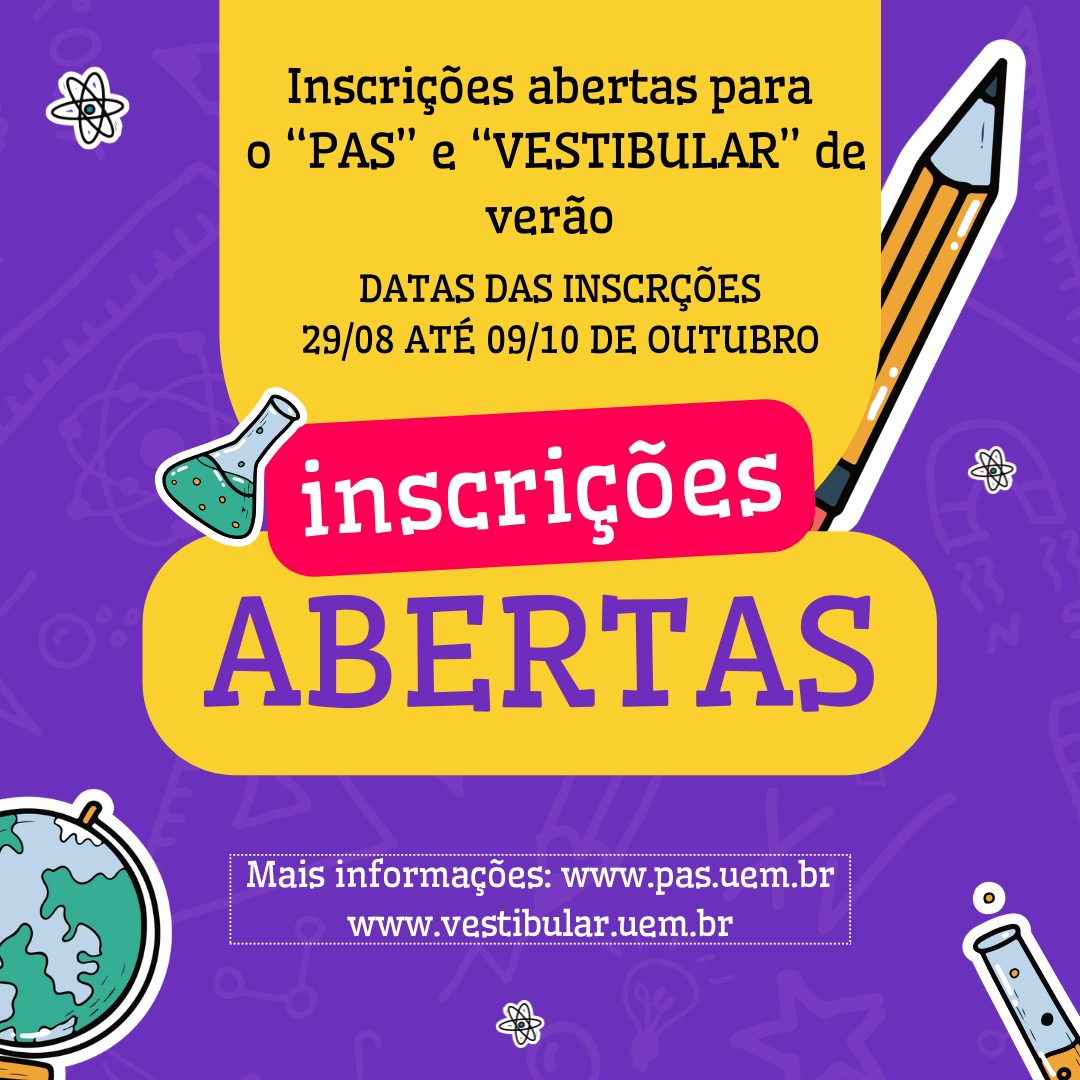 Inscrições abertas para
o “PAS” e “VESTIBULAR” de
verão
DATAS DAS INSCRÇÕES
29/08 ATÉ 09/10 DE OUTUBRO
inscrições
ABERTAS
Mais informações: www.pas.uem.br
www.vestibular.uem.br